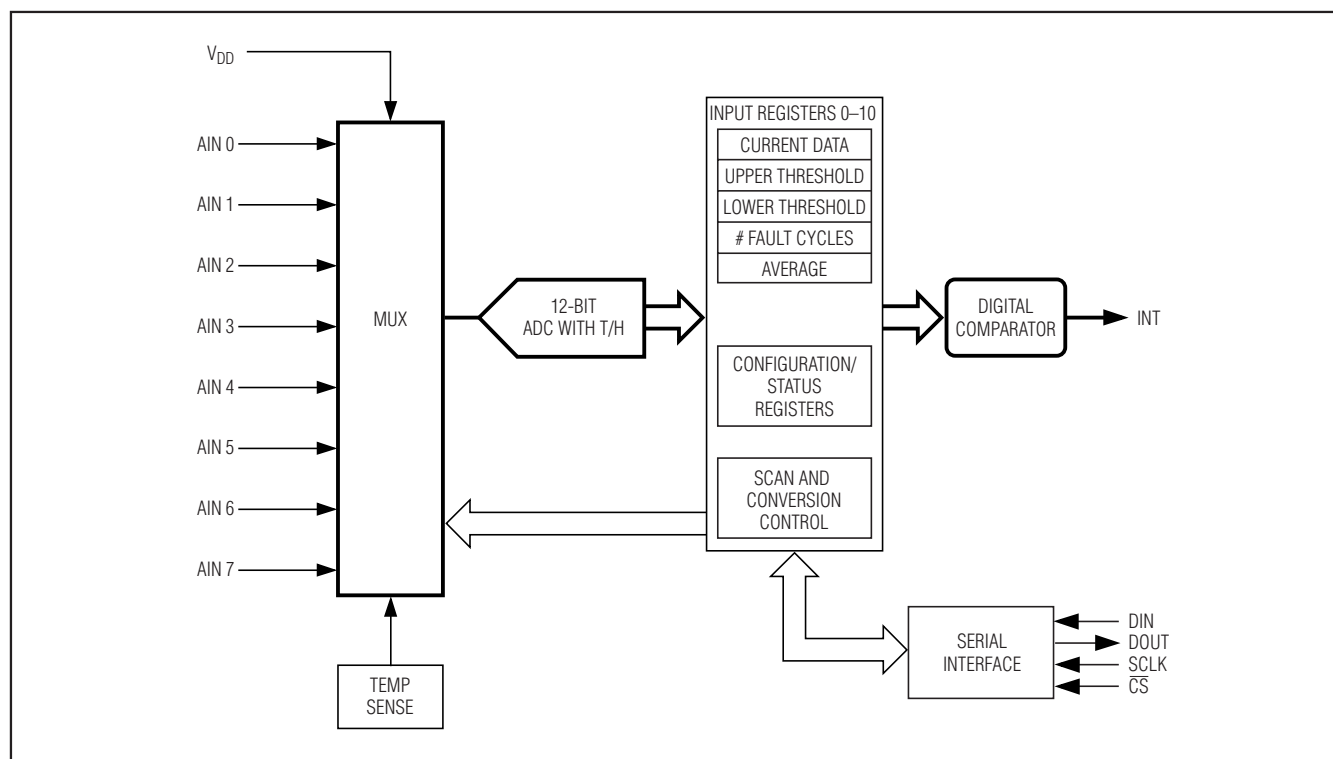 VDD
AIN 0
AIN 1
AIN 2
AIN 3
AIN 4
AIN 5
AIN 6
AIN 7
MUX
TEMP
SENSE
12-BIT
ADC WITH T/H
INPUT REGISTERS 0–10
CURRENT DATA
UPPER THRESHOLD
LOWER THRESHOLD
# FAULT CYCLES
AVERAGE
CONFIGURATION/
STATUS
REGISTERS
SCAN AND
CONVERSION
CONTROL
DIGITAL
COMPARATOR
INT
SERIAL
INTERFACE
DIN
DOUT
SCLK
C̅S̅